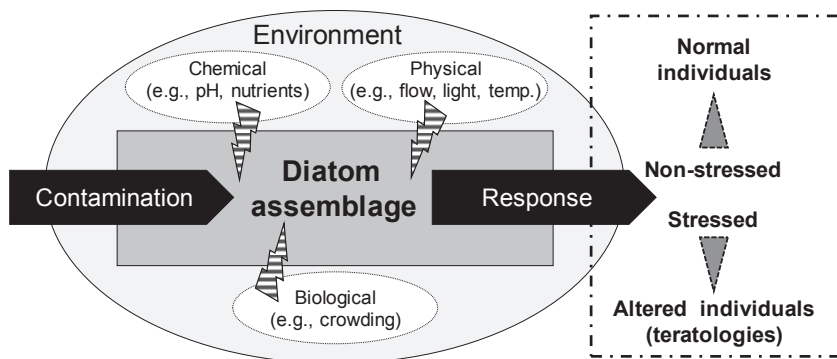 Environment
Chemical
(e.g., pH, nutrients)
Physical
(e.g., flow, light, temp.)
Contamination
Diatom
assemblage
Response
Biological
(e.g., crowding)
Normal
individuals
Non-stressed
Stressed
Altered individuals
(teratologies)